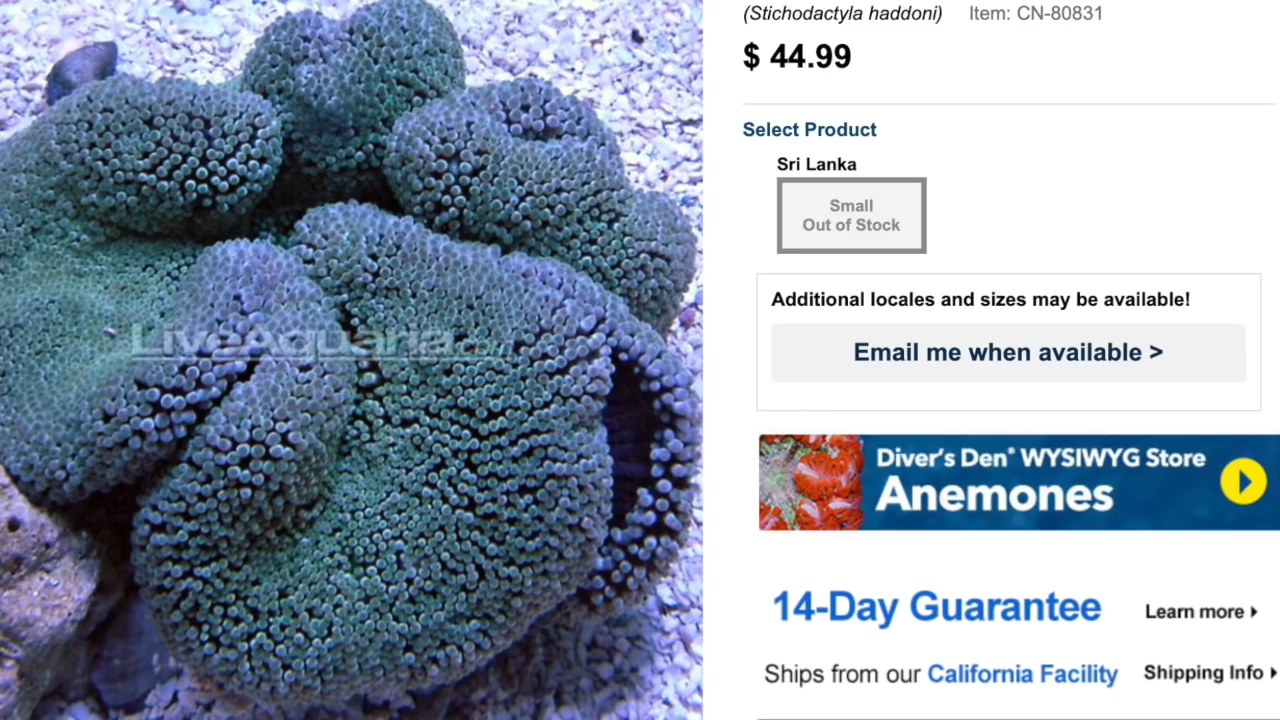 (Stichodactyla haddoni) Item: CN-80831
$ 44.99
Select Product
Sri Lanka
Small
Out of Stock
LiveAquaria
Additional locales and sizes may be available!
Email me when available >
Diver's Den® WYSIWYG Store
Anemones
14-Day Guarantee Learn more
Ships from our California Facility Shipping Info